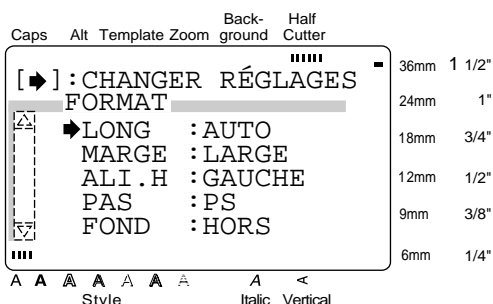 Back- Half
Caps Alt Template Zoom ground Cutter
[➡]:CHANGER RÉGLAGES
FORMAT
➡LONG :AUTO
MARGE :LARGE
ALI.H :GAUCHE
PAS :PS
FOND :HORS
36mm 1 1/2"
24mm 1"
18mm 3/4"
12mm 1/2"
9mm 3/8"
6mm 1/4"
A A A A A A A A A
Style Italic Vertical